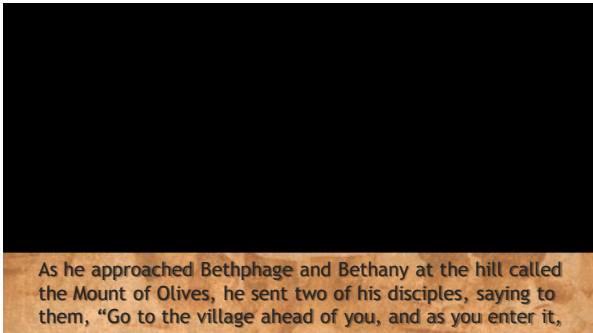 As he approached Bethphage and Bethany at the hill called
the Mount of Olives, he sent two of his disciples, saying to
them, “Go to the village ahead of you, and as you enter it,